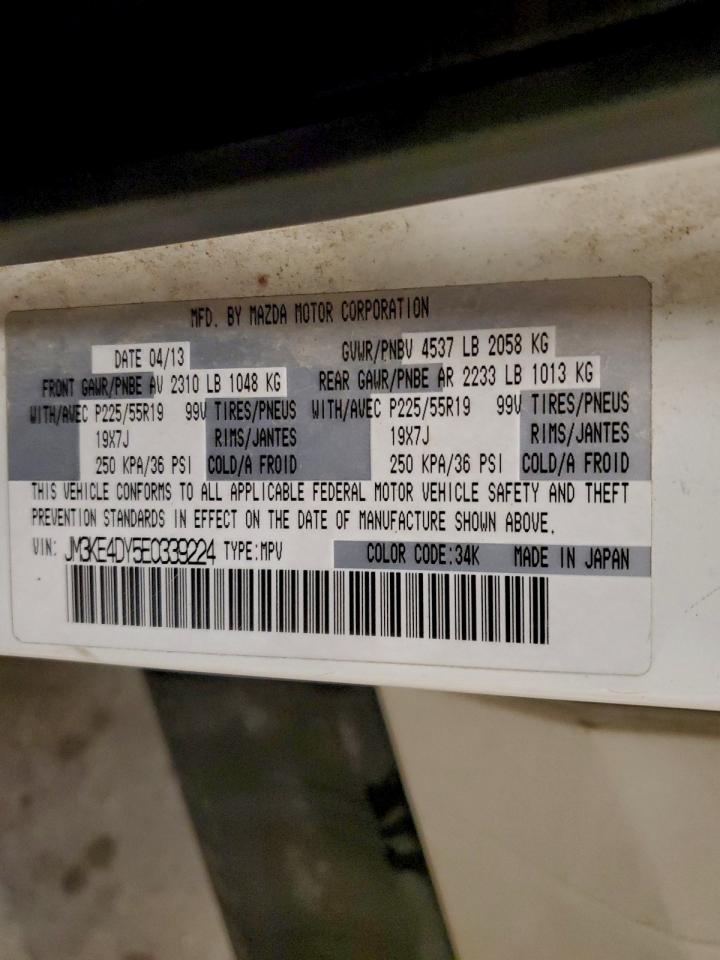 MFD. BY MAZDA MOTOR CORPORATION
DATE 04/13 GVWR/PNBV 4537 LB 2058 KG
FRONT GAWR/PNBE AV 2310 LB 1048 KG REAR GAWR/PNBE AR 2233 LB 1013 KG
WITH/AVEC P225/55R19 99V TIRES/PNEUS WITH/AVEC P225/55R19 99V TIRES/PNEUS
19X7J RIMS/JANTES 19X7J RIMS/JANTES
250 KPA/36 PSI COLD/A FROID 250 KPA/36 PSI COLD/A FROID
THIS VEHICLE CONFORMS TO ALL APPLICABLE FEDERAL MOTOR VEHICLE SAFETY AND THEFT
PREVENTION STANDARDS IN EFFECT ON THE DATE OF MANUFACTURE SHOWN ABOVE.
VIN: JM3KE4DY5E0339224 TYPE:MPV COLOR CODE:34K MADE IN JAPAN